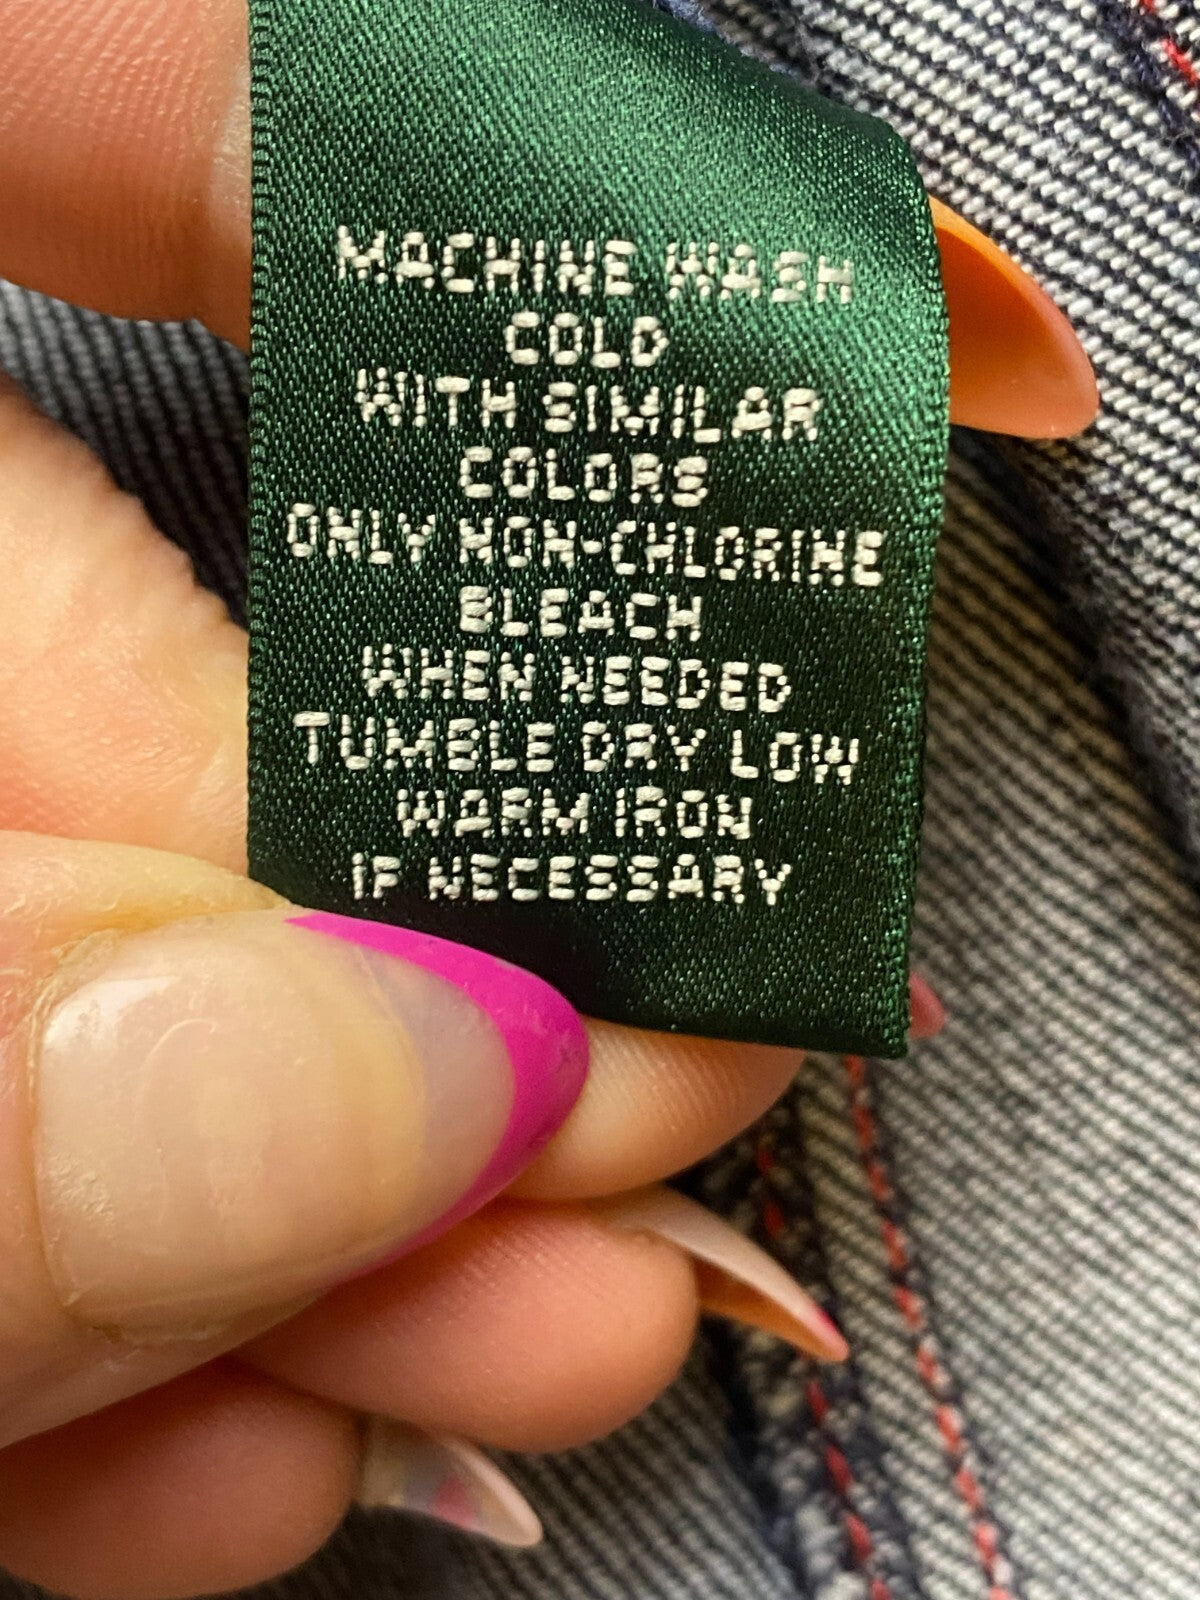 MACHINE WASH
COLD
WITH SIMILAR
COLORS
ONLY NON-CHLORINE
BLEACH
WHEN NEEDED
TUMBLE DRY LOW
WARM IRON
IF NECESSARY